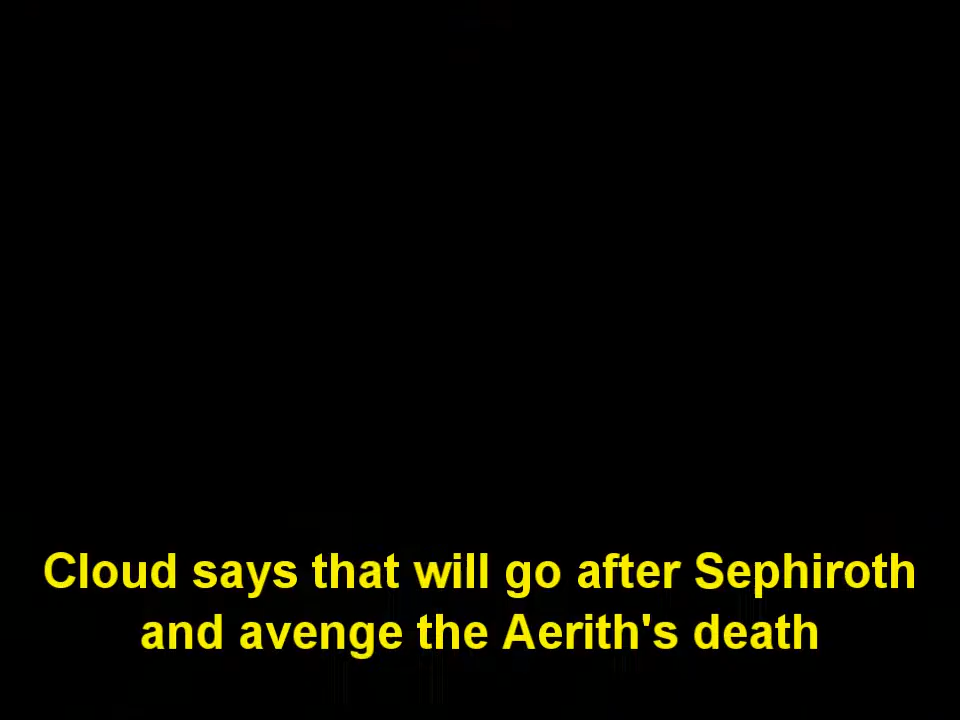 Cloud says that will go after Sephiroth
and avenge the Aerith's death